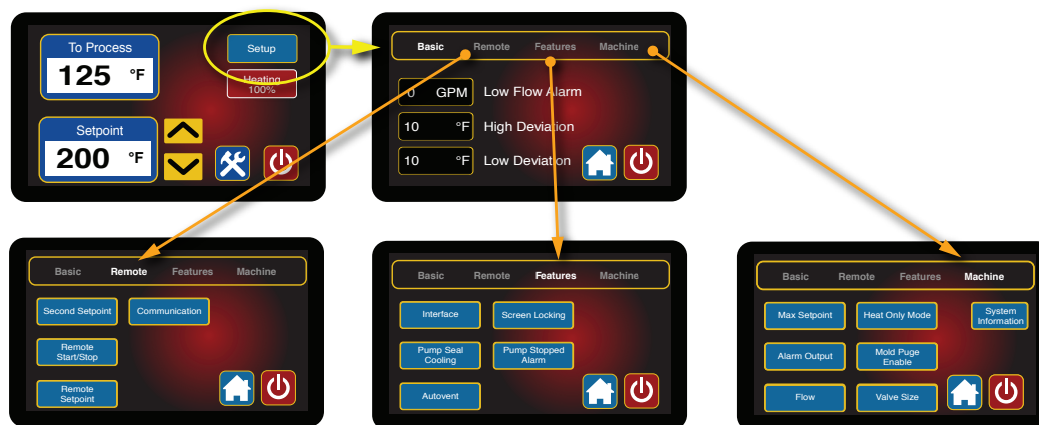 To Process
125 °F
Setup
Heating
100%
Setpoint
200 °F
Basic Remote Features Machine
0 GPM Low Flow Alarm
10 °F High Deviation
10 °F Low Deviation
Basic Remote Features Machine
Second Setpoint Communication
Remote
Start/Stop
Remote
Setpoint
Basic Remote Features Machine
Interface Screen Locking
Pump Seal
Cooling
Pump Stopped
Alarm
Autovent
Basic Remote Features Machine
Max Setpoint Heat Only Mode
System
Information
Alarm Output
Mold Puge
Enable
Flow Valve Size